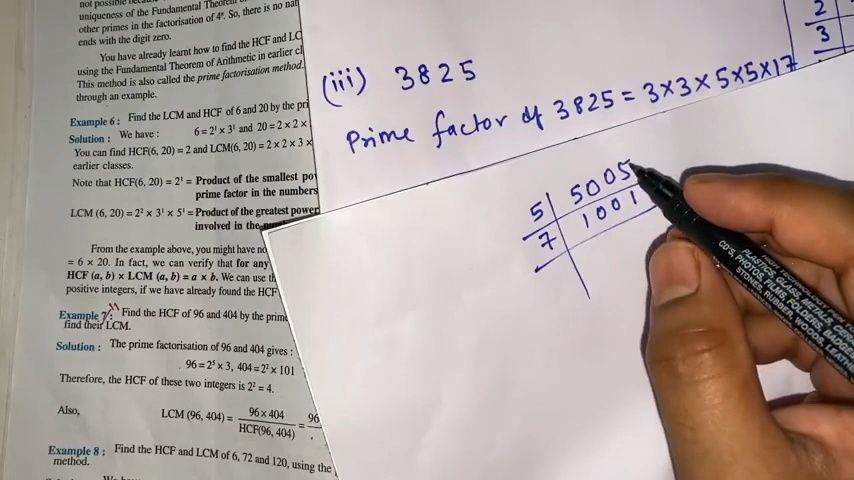 not possible because
uniqueness of the Fundamental Theorem
other primes in the factorisation of 4ⁿ. So, there is no nat
ends with the digit zero.
You have already learnt how to find the HCF and LC
using the Fundamental Theorem of Arithmetic in earlier cl
This method is also called the prime factorisation method.
through an example.
Example 6 : Find the LCM and HCF of 6 and 20 by the pri
Solution : We have : 6 = 2¹ × 3¹ and 20 = 2 × 2 ×
You can find HCF(6, 20) = 2 and LCM(6, 20) = 2 × 2 × 3 ×
earlier classes.
Note that HCF(6, 20) = 2¹ = Product of the smallest po
prime factor in the numbers
LCM (6, 20) = 2² × 3¹ × 5¹ = Product of the greatest power
involved in the
From the example above, you might have no
= 6 × 20. In fact, we can verify that for any
HCF (a, b) × LCM (a, b) = a × b. We can use th
positive integers, if we have already found the HCF
Example 7 : Find the HCF of 96 and 404 by the prime
find their LCM.
Solution : The prime factorisation of 96 and 404 gives :
96 = 2⁵ × 3, 404 = 2² × 101
Therefore, the HCF of these two integers is 2² = 4.
Also, LCM (96, 404) = 96 × 404 / HCF(96, 404) = 96
Example 8 : Find the HCF and LCM of 6, 72 and 120, using the
method.
2
3
(iii) 3825
Prime factor of 3825 = 3×3×5×5×17
5 5005
7 1001
CD'S, PHOTOS, FILMS, FOLDERS,
PLASTICS, GLASS, METALS,
STONES, RUBBER, WOODS,